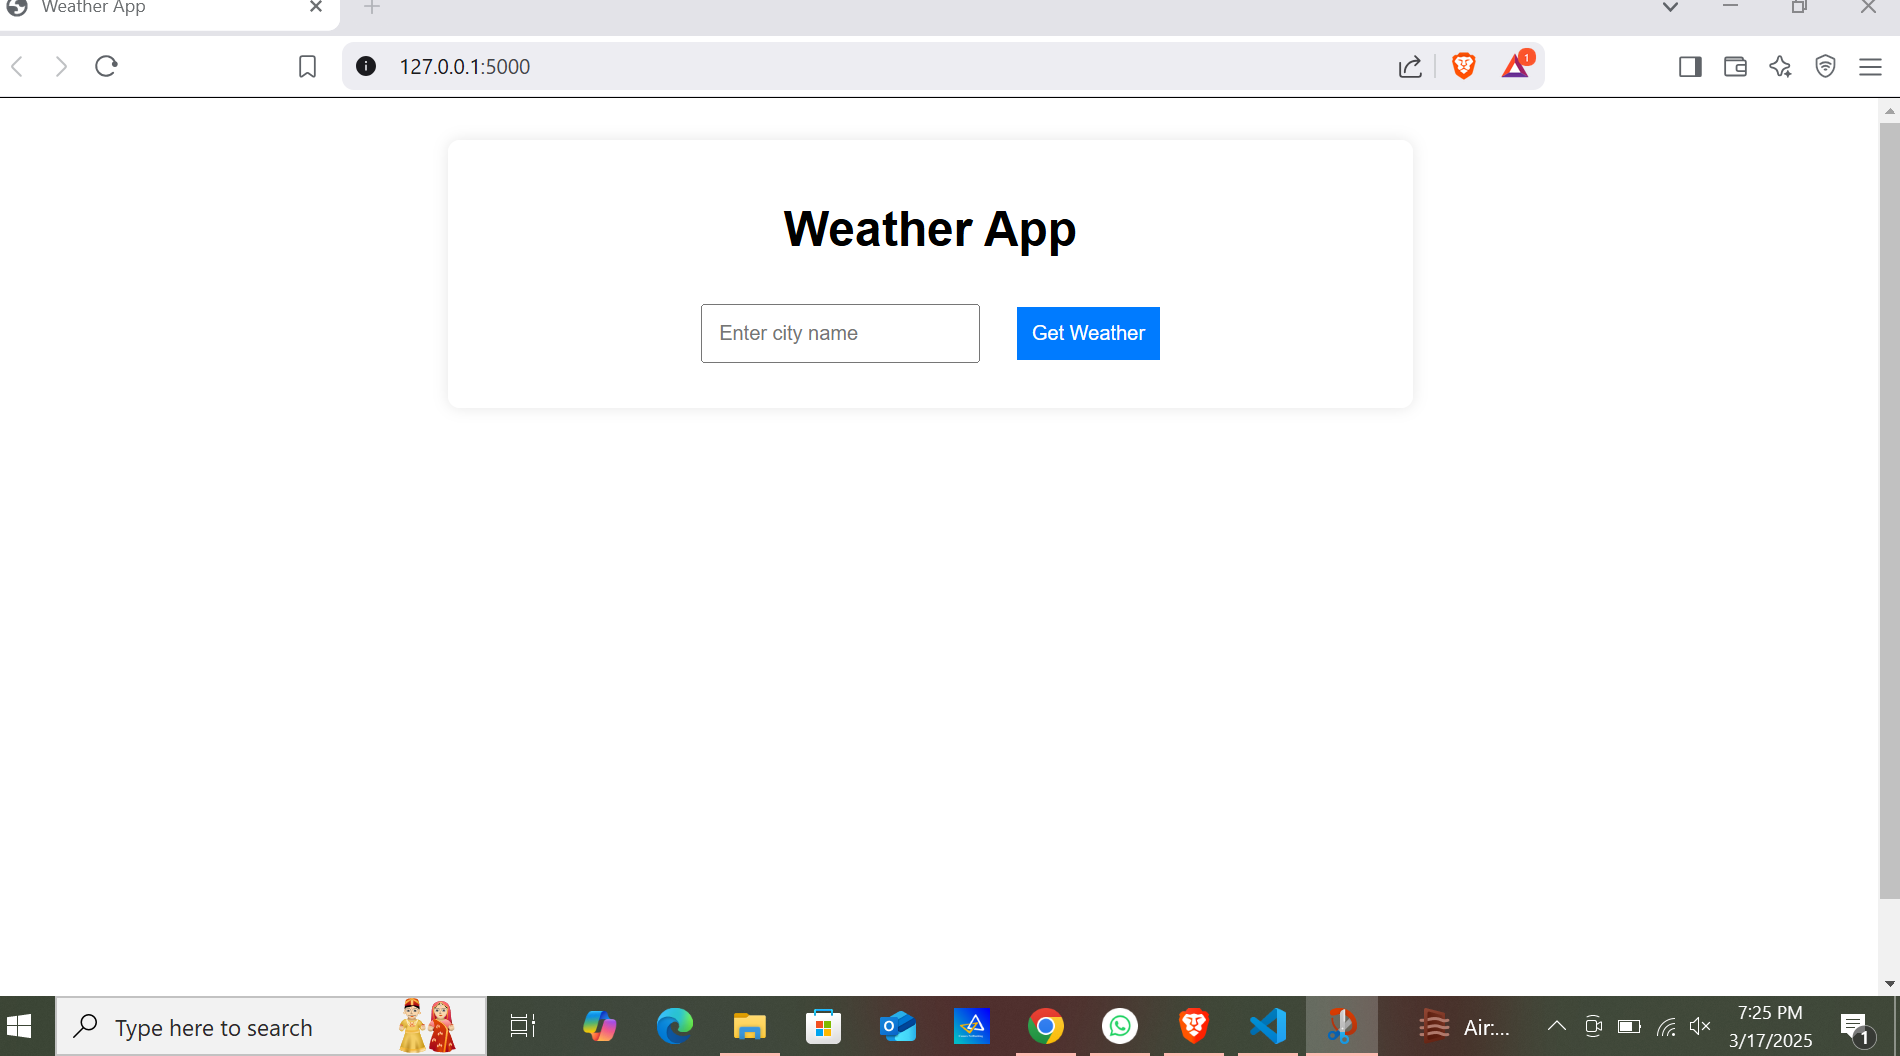 Weather App
127.0.0.1:5000
1
Weather App
Enter city name
Get Weather
Type here to search
Air:...
7:25 PM
3/17/2025
1